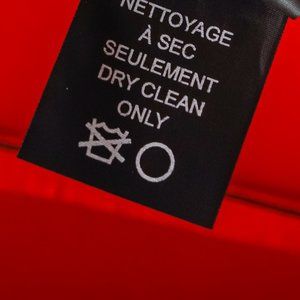 NETTOYAGE
À SEC
SEULEMENT
DRY CLEAN
ONLY